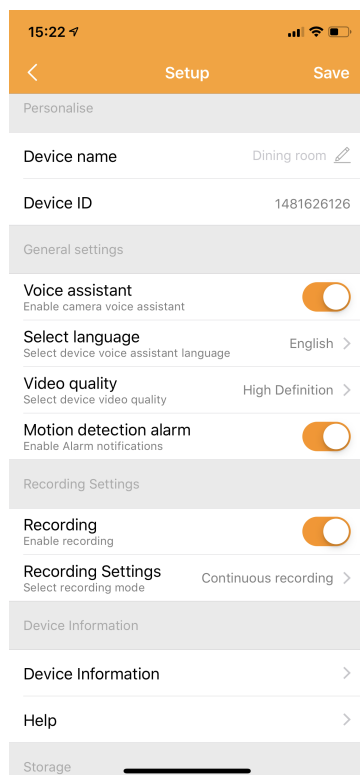 15:22
Setup
Save
Personalise
Device name
Dining room
Device ID
1481626126
General settings
Voice assistant
Enable camera voice assistant
Select language
Select device voice assistant language
English
Video quality
Select device video quality
High Definition
Motion detection alarm
Enable Alarm notifications
Recording Settings
Recording
Enable recording
Recording Settings
Select recording mode
Continuous recording
Device Information
Device Information
Help
Storage